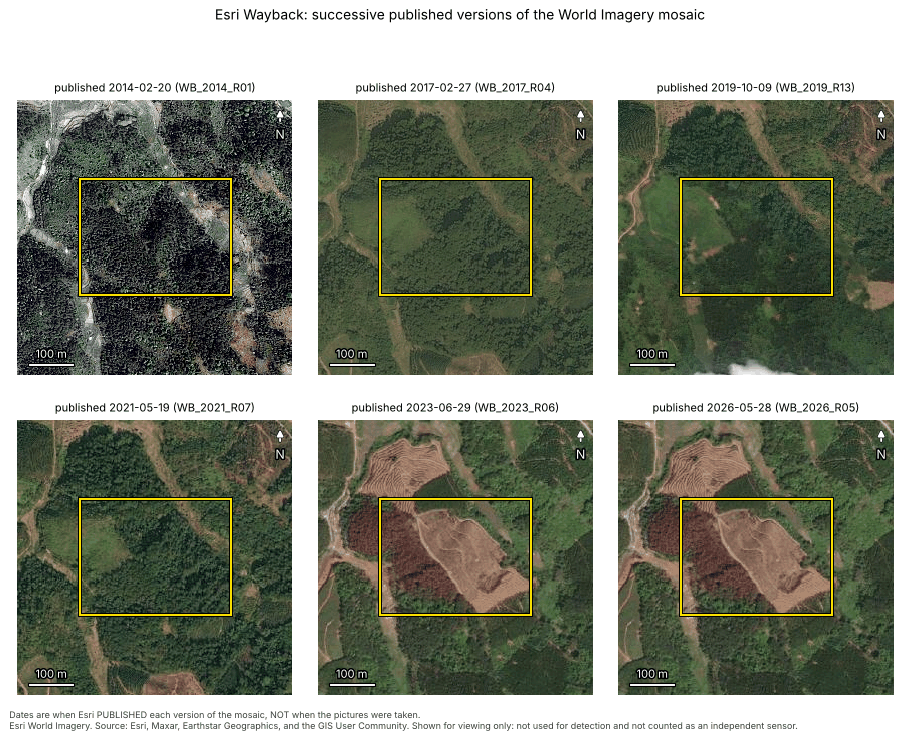 Esri Wayback: successive published versions of the World Imagery mosaic
published 2014-02-20 (WB_2014_R01)
published 2017-02-27 (WB_2017_R04)
published 2019-10-09 (WB_2019_R13)
N
N
N
100 m
100 m
100 m
published 2021-05-19 (WB_2021_R07)
published 2023-06-29 (WB_2023_R06)
published 2026-05-28 (WB_2026_R05)
N
N
N
100 m
100 m
100 m
Dates are when Esri PUBLISHED each version of the mosaic, NOT when the pictures were taken.
Esri World Imagery. Source: Esri, Maxar, Earthstar Geographics, and the GIS User Community. Shown for viewing only: not used for detection and not counted as an independent sensor.